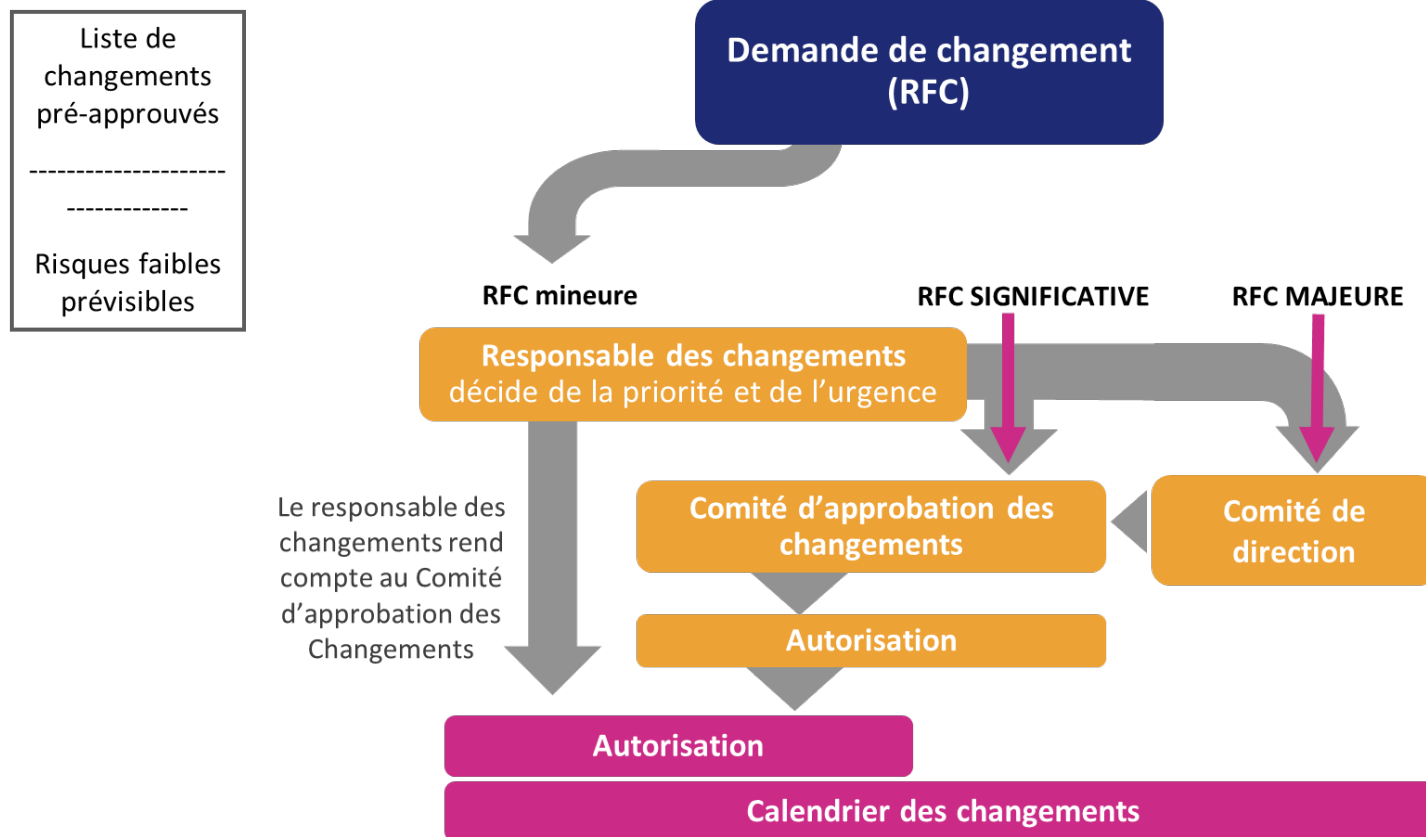 Liste de
changements
pré-approuvés
---------------------
-------------
Risques faibles
prévisibles
Demande de changement
(RFC)
RFC mineure
RFC SIGNIFICATIVE
RFC MAJEURE
Responsable des changements
décide de la priorité et de l’urgence
Le responsable des
changements rend
compte au Comité
d’approbation des
Changements
Comité d’approbation des
changements
Comité de
direction
Autorisation
Autorisation
Calendrier des changements